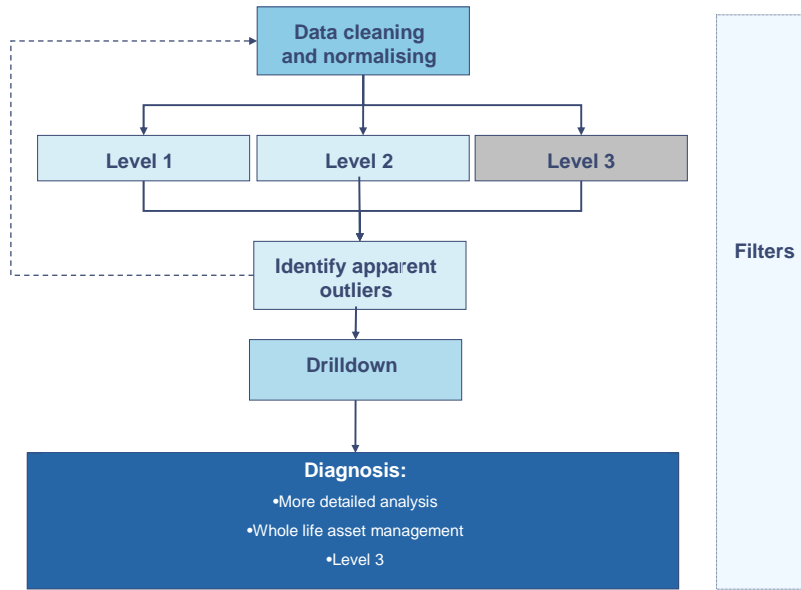 Data cleaning
and normalising
Level 1
Level 2
Level 3
Filters
Identify apparent
outliers
Drilldown
Diagnosis:
•More detailed analysis
•Whole life asset management
•Level 3